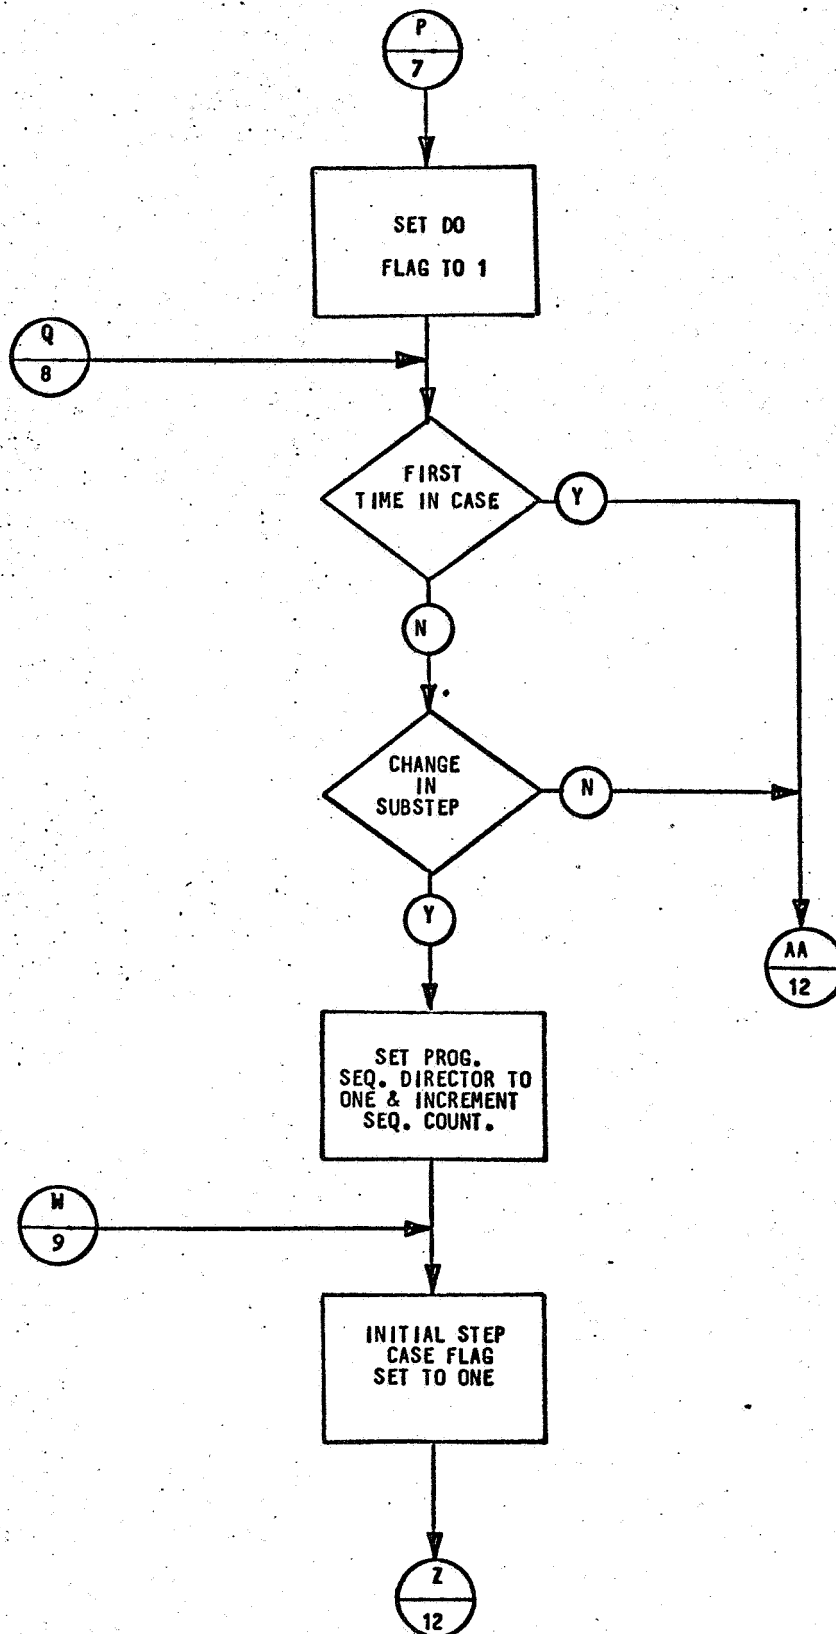 P
7
SET DO
FLAG TO 1
Q
8
FIRST
TIME IN CASE
Y
N
CHANGE
IN
SUBSTEP
N
Y
AA
12
SET PROG.
SEQ. DIRECTOR TO
ONE & INCREMENT
SEQ. COUNT.
W
9
INITIAL STEP
CASE FLAG
SET TO ONE
Z
12